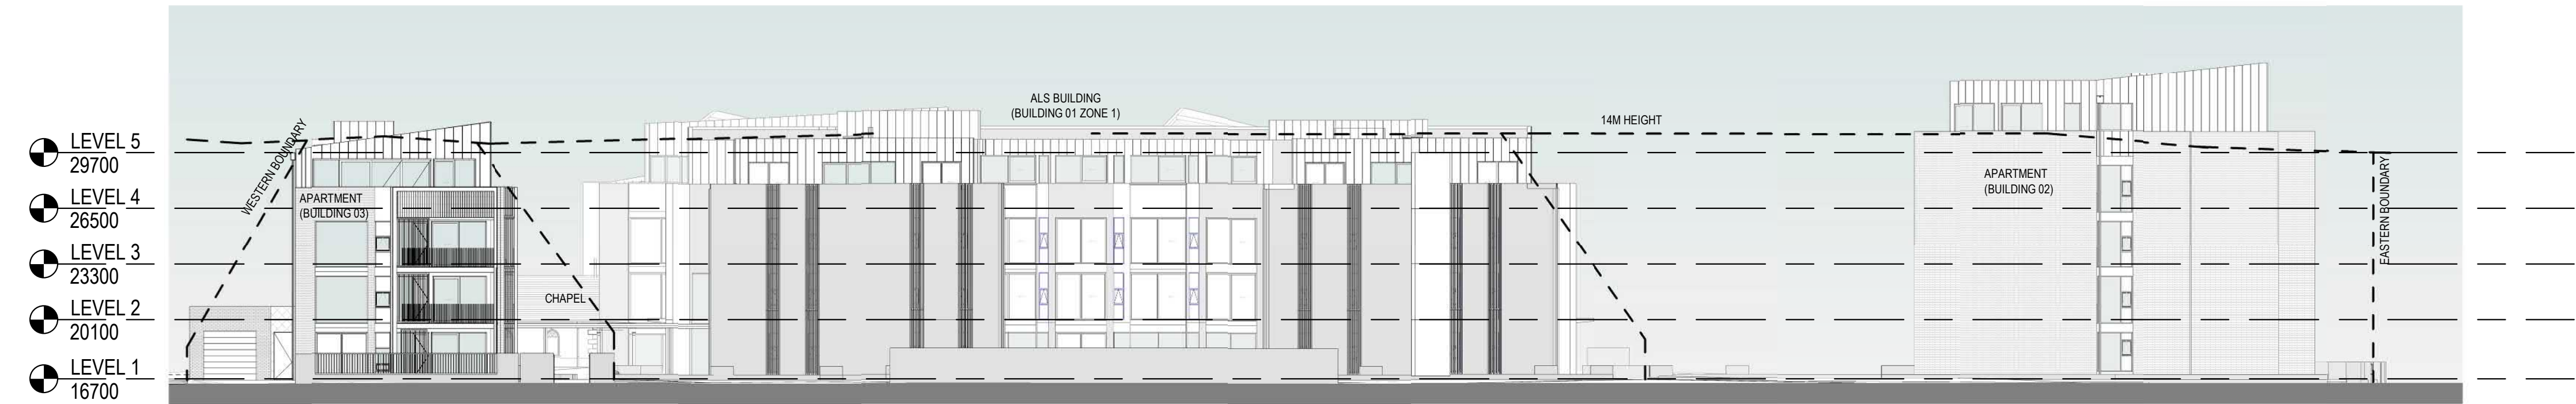 LEVEL 5
29700
LEVEL 4
26500
LEVEL 3
23300
LEVEL 2
20100
LEVEL 1
16700
WESTERN BOUNDARY
APARTMENT
(BUILDING 03)
CHAPEL
ALS BUILDING
(BUILDING 01 ZONE 1)
14M HEIGHT
APARTMENT
(BUILDING 02)
EASTERN BOUNDARY